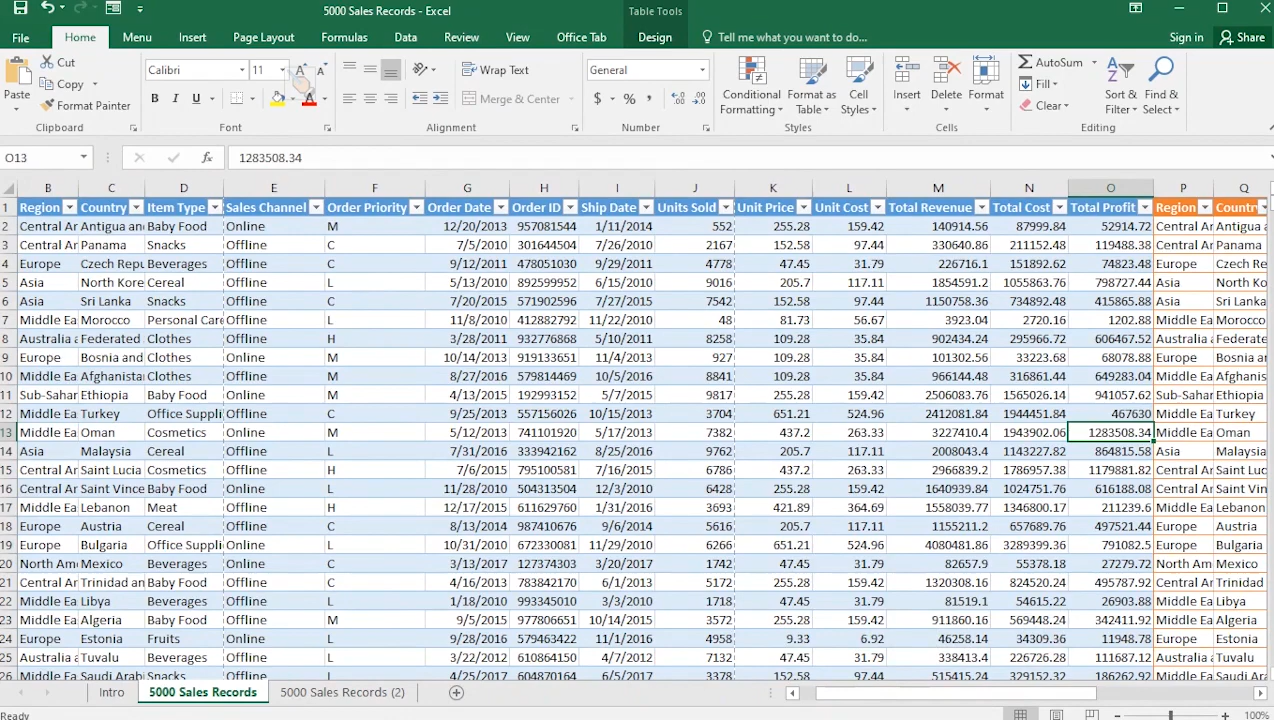 5000 Sales Records - Excel
Table Tools
File Home Menu Insert Page Layout Formulas Data Review View Office Tab Design Tell me what you want to do... Sign in Share
Cut
Copy
Format Painter
Paste
Calibri 11
B I U
Wrap Text
Merge & Center
General
$ % ,
Conditional Formatting
Format as Table
Cell Styles
Insert Delete Format
AutoSum
Fill
Clear
Sort & Filter
Find & Select
Clipboard Font Alignment Number Styles Cells Editing
O13 fx 1283508.34
B C D E F G H I J K L M N O P Q
1 Region Country Item Type Sales Channel Order Priority Order Date Order ID Ship Date Units Sold Unit Price Unit Cost Total Revenue Total Cost Total Profit Region Country
2 Central Ar Antigua an Baby Food Online M 12/20/2013 957081544 1/11/2014 552 255.28 159.42 140914.56 87999.84 52914.72 Central Ar Antigua a
3 Central Ar Panama Snacks Offline C 7/5/2010 301644504 7/26/2010 2167 152.58 97.44 330640.86 211152.48 119488.38 Central Ar Panama
4 Europe Czech Repu Beverages Offline C 9/12/2011 478051030 9/29/2011 4778 47.45 31.79 226716.1 151892.62 74823.48 Europe Czech Re
5 Asia North Kore Cereal Offline L 5/13/2010 892599952 6/15/2010 9016 205.7 117.11 1854591.2 1055863.76 798727.44 Asia North Ko
6 Asia Sri Lanka Snacks Offline C 7/20/2015 571902596 7/27/2015 7542 152.58 97.44 1150758.36 734892.48 415865.88 Asia Sri Lanka
7 Middle Ea Morocco Personal Care Offline L 11/8/2010 412882792 11/22/2010 48 81.73 56.67 3923.04 2720.16 1202.88 Middle Ea Morocco
8 Australia a Federated Clothes Offline H 3/28/2011 932776868 5/10/2011 8258 109.28 35.84 902434.24 295966.72 606467.52 Australia a Federate
9 Europe Bosnia and Clothes Online M 10/14/2013 919133651 11/4/2013 927 109.28 35.84 101302.56 33223.68 68078.88 Europe Bosnia an
10 Middle Ea Afghanista Clothes Offline M 8/27/2016 579814469 10/5/2016 8841 109.28 35.84 966144.48 316861.44 649283.04 Middle Ea Afghanis
11 Sub-Sahar Ethiopia Baby Food Online M 4/13/2015 192993152 5/7/2015 9817 255.28 159.42 2506083.76 1565026.14 941057.62 Sub-Sahar Ethiopia
12 Middle Ea Turkey Office Suppli Offline C 9/25/2013 557156026 10/15/2013 3704 651.21 524.96 2412081.84 1944451.84 467630 Middle Ea Turkey
13 Middle Ea Oman Cosmetics Online M 5/12/2013 741101920 5/17/2013 7382 437.2 263.33 3227410.4 1943902.06 1283508.34 Middle Ea Oman
14 Asia Malaysia Cereal Offline L 7/31/2016 333942162 8/25/2016 9762 205.7 117.11 2008043.4 1143227.82 864815.58 Asia Malaysia
15 Central Ar Saint Lucia Cosmetics Offline H 7/6/2015 795100581 7/16/2015 6786 437.2 263.33 2966839.2 1786957.38 1179881.82 Central Ar Saint Luc
16 Central Ar Saint Vince Baby Food Online L 11/28/2010 504313504 12/3/2010 6428 255.28 159.42 1640939.84 1024751.76 616188.08 Central Ar Saint Vin
17 Middle Ea Lebanon Meat Offline H 12/17/2015 611629760 1/31/2016 3693 421.89 364.69 1558039.77 1346800.17 211239.6 Middle Ea Lebanon
18 Europe Austria Cereal Offline C 8/13/2014 987410676 9/6/2014 5616 205.7 117.11 1155211.2 657689.76 497521.44 Europe Austria
19 Europe Bulgaria Office Suppli Online L 10/31/2010 672330081 11/29/2010 6266 651.21 524.96 4080481.86 3289399.36 791082.5 Europe Bulgaria
20 North Ame Mexico Beverages Online C 3/13/2017 127374303 3/20/2017 1742 47.45 31.79 82657.9 55378.18 27279.72 North Am Mexico
21 Central Ar Trinidad an Baby Food Offline C 4/16/2013 783842170 6/1/2013 5172 255.28 159.42 1320308.16 824520.24 495787.92 Central Ar Trinidad
22 Middle Ea Libya Beverages Offline L 1/18/2010 993345010 3/2/2010 1718 47.45 31.79 81519.1 54615.22 26903.88 Middle Ea Libya
23 Middle Ea Algeria Baby Food Offline M 9/5/2015 977806651 10/14/2015 3572 255.28 159.42 911860.16 569448.24 342411.92 Middle Ea Algeria
24 Europe Estonia Fruits Online L 9/28/2016 579463422 11/1/2016 4958 9.33 6.92 46258.14 34309.36 11948.78 Europe Estonia
25 Australia a Tuvalu Beverages Offline L 3/22/2012 610864150 4/7/2012 7132 47.45 31.79 338413.4 226726.28 111687.12 Australia a Tuvalu
26 Middle Ea Saudi Arab Snacks Offline L 4/25/2017 604870164 6/13/2017 3378 152.58 97.44 515415.24 329152.32 186262.92 Middle Ea Saudi Ar
Intro 5000 Sales Records 5000 Sales Records (2)
Ready 100%